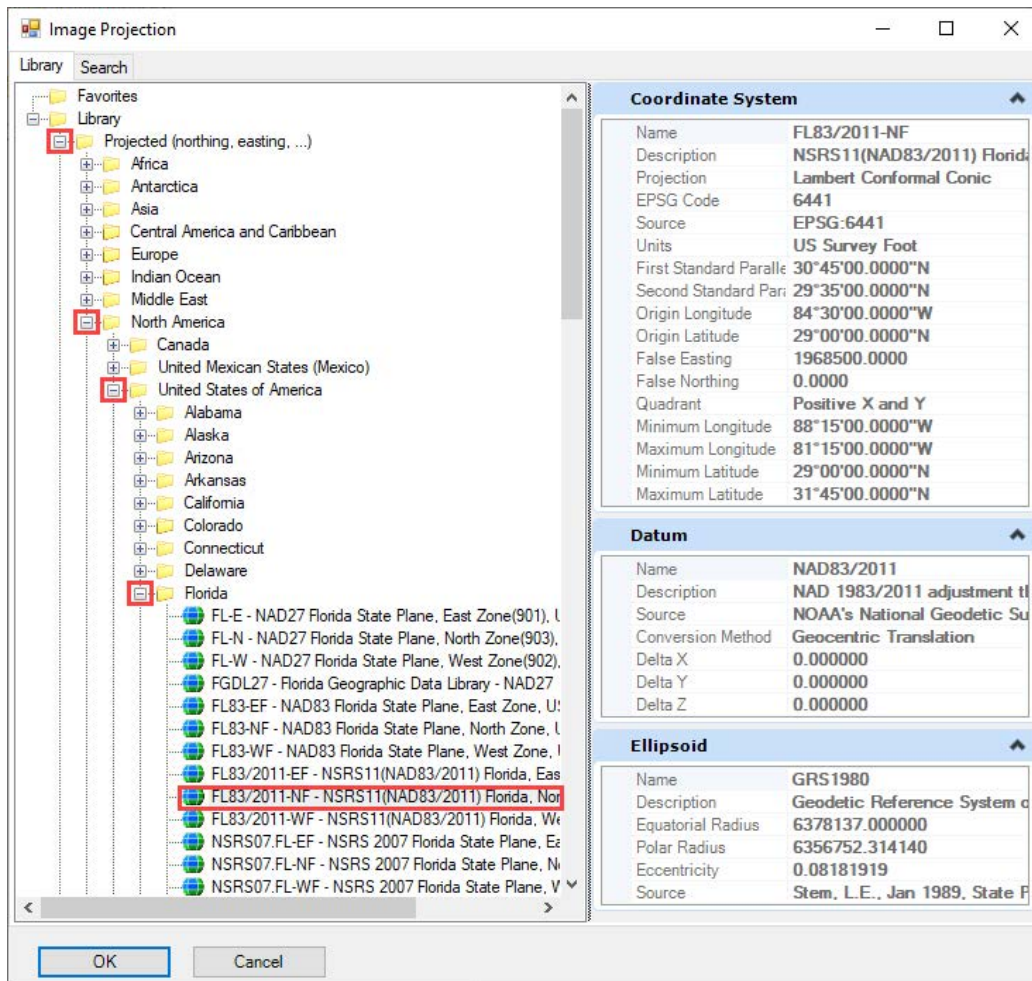 Image Projection
Library Search
Favorites
Library
Projected (northing, easting, ...)
Africa
Antarctica
Asia
Central America and Caribbean
Europe
Indian Ocean
Middle East
North America
Canada
United Mexican States (Mexico)
United States of America
Alabama
Alaska
Arizona
Arkansas
California
Colorado
Connecticut
Delaware
Florida
FL-E - NAD27 Florida State Plane, East Zone(901),
FL-N - NAD27 Florida State Plane, North Zone(903),
FL-W - NAD27 Florida State Plane, West Zone(902),
FGDL27 - Florida Geographic Data Library - NAD27
FL83-EF - NAD83 Florida State Plane, East Zone,
FL83-NF - NAD83 Florida State Plane, North Zone,
FL83-WF - NAD83 Florida State Plane, West Zone,
FL83/2011-EF - NSRS11(NAD83/2011) Florida, Eas
FL83/2011-NF - NSRS11(NAD83/2011) Florida, Nor
FL83/2011-WF - NSRS11(NAD83/2011) Florida, We
NSRS07.FL-EF - NSRS 2007 Florida State Plane, Ea
NSRS07.FL-NF - NSRS 2007 Florida State Plane,
NSRS07.FL-WF - NSRS 2007 Florida State Plane,
OK Cancel
Coordinate System
Name FL83/2011-NF
Description NSRS11(NAD83/2011) Florida
Projection Lambert Conformal Conic
EPSG Code 6441
Source EPSG:6441
Units US Survey Foot
First Standard Paralle 30°45'00.0000"N
Second Standard Para 29°35'00.0000"N
Origin Longitude 84°30'00.0000"W
Origin Latitude 29°00'00.0000"N
False Easting 1968500.0000
False Northing 0.0000
Quadrant Positive X and Y
Minimum Longitude 88°15'00.0000"W
Maximum Longitude 81°15'00.0000"W
Minimum Latitude 29°00'00.0000"N
Maximum Latitude 31°45'00.0000"N
Datum
Name NAD83/2011
Description NAD 1983/2011 adjustment
Source NOAA's National Geodetic Su
Conversion Method Geocentric Translation
Delta X 0.000000
Delta Y 0.000000
Delta Z 0.000000
Ellipsoid
Name GRS1980
Description Geodetic Reference System
Equatorial Radius 6378137.000000
Polar Radius 6356752.314140
Eccentricity 0.08181919
Source Stem, L.E., Jan 1989, State